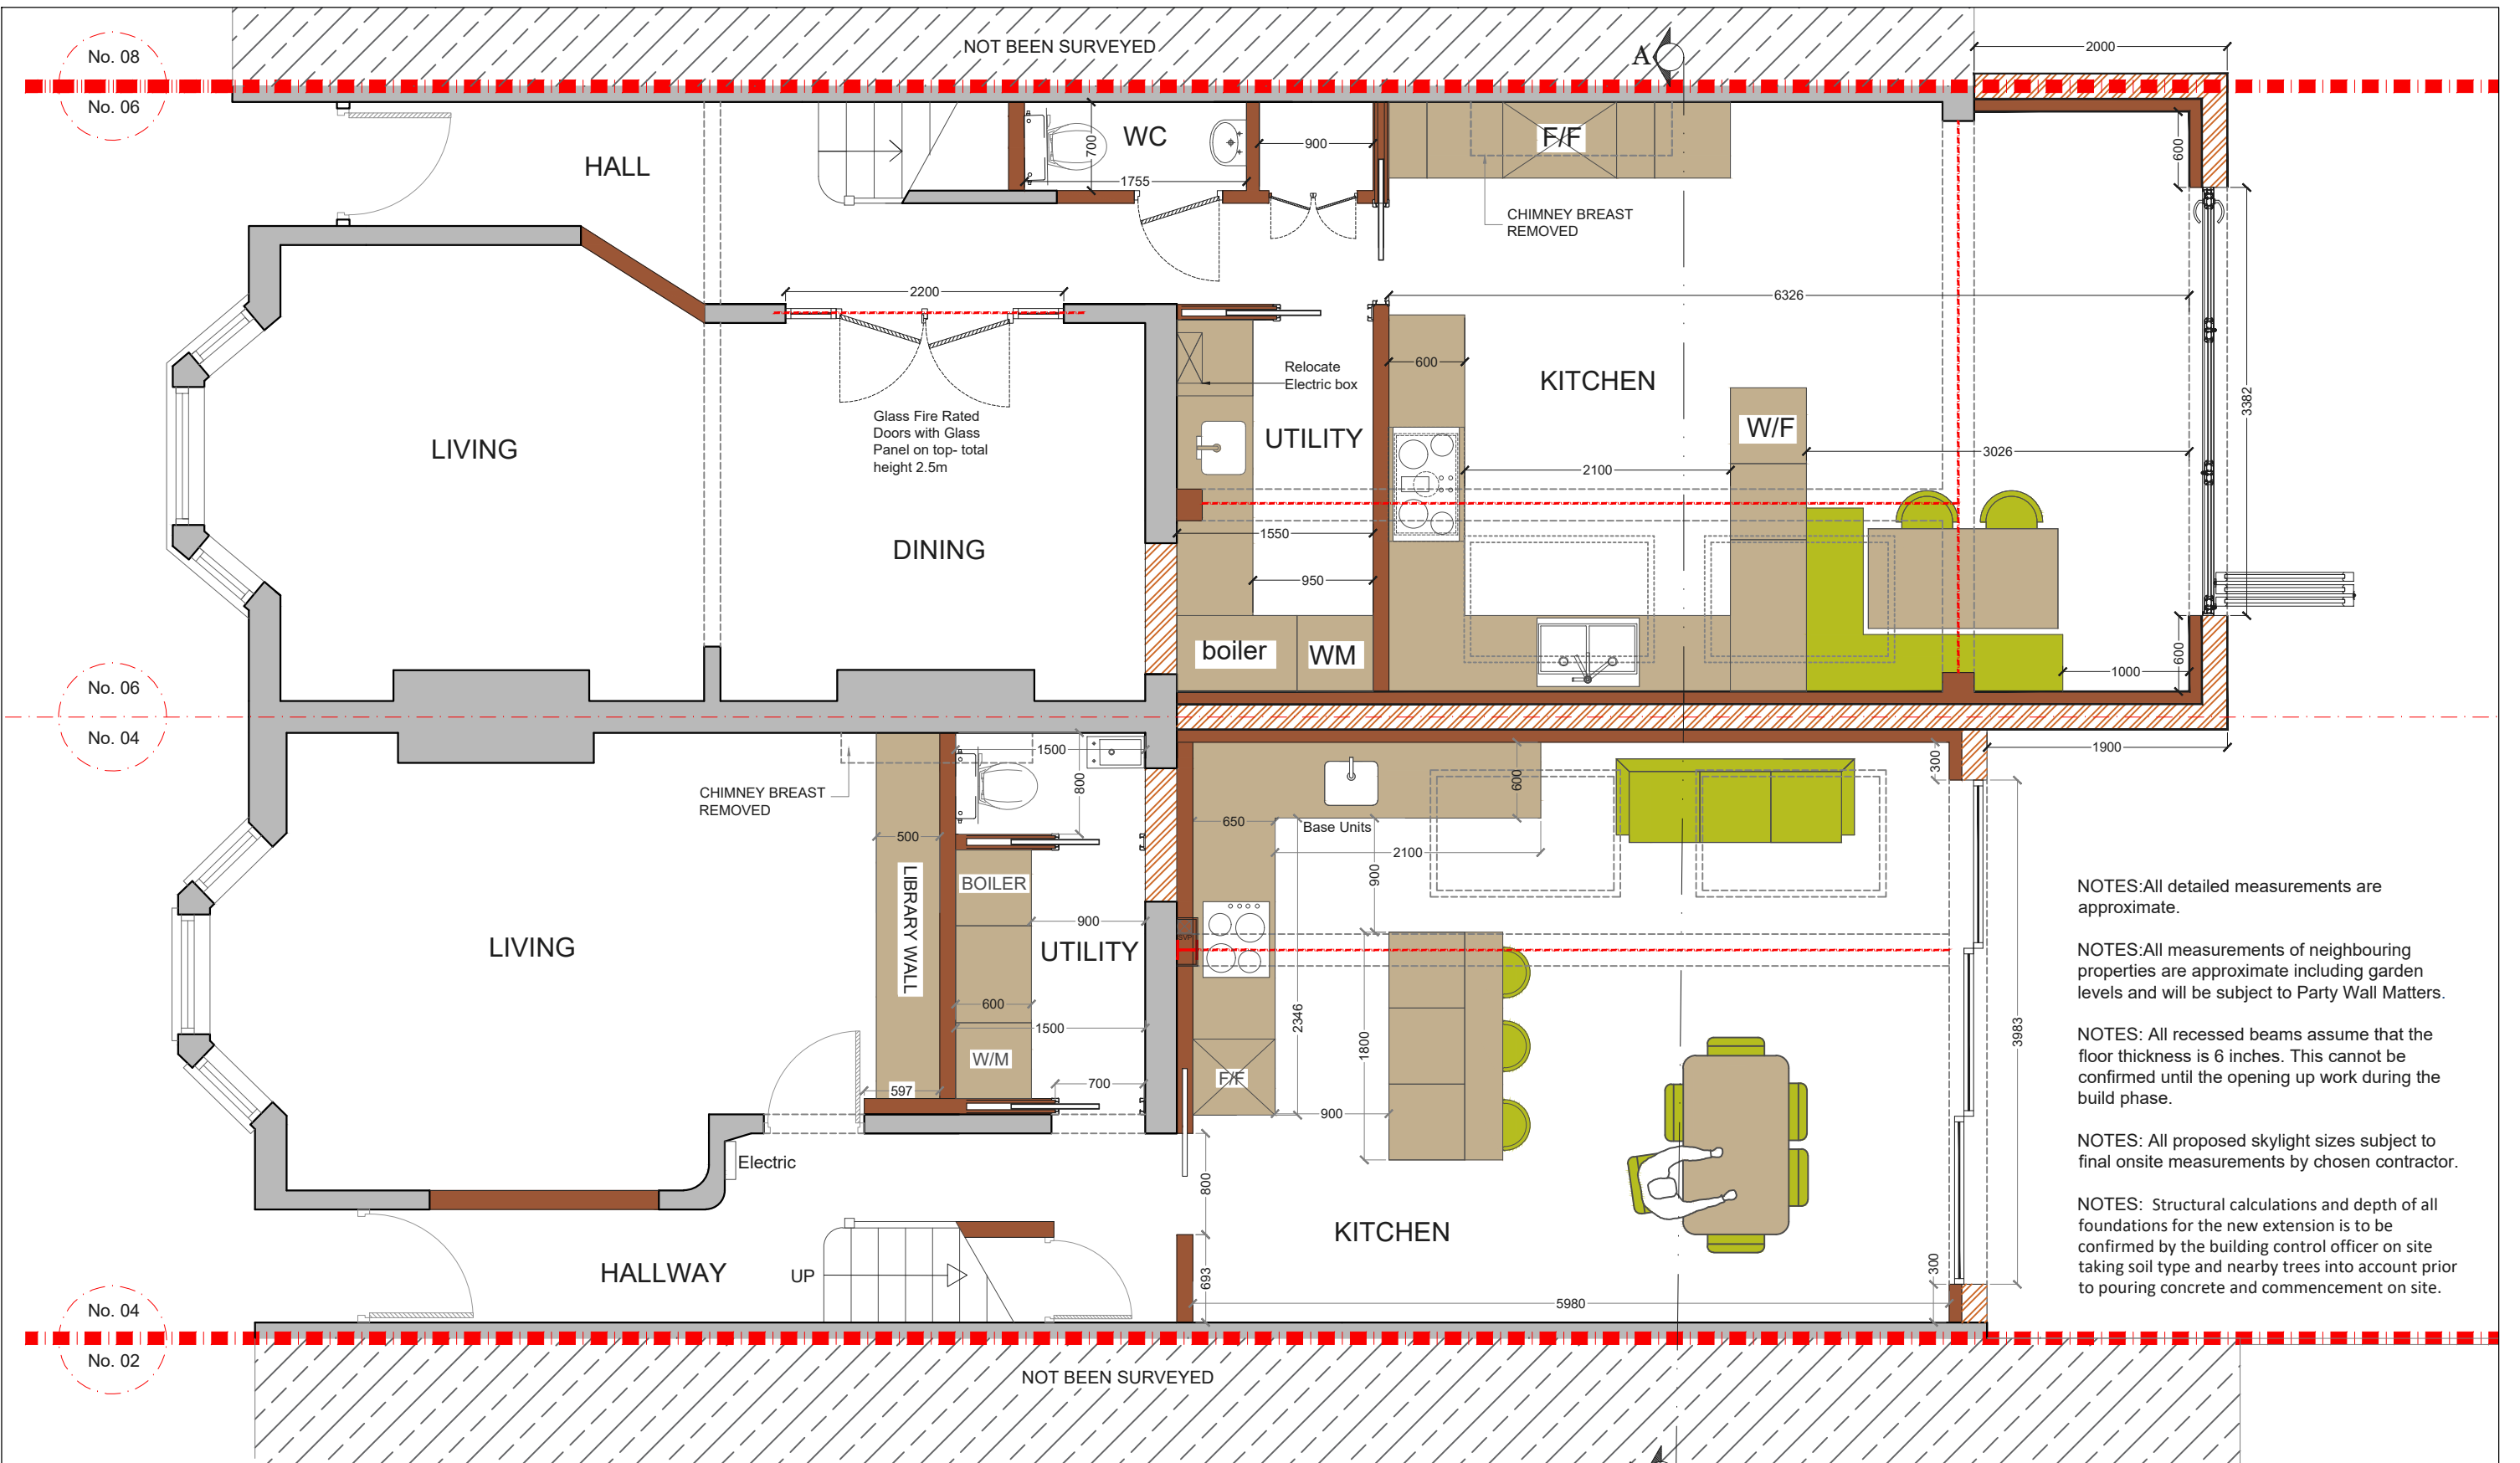 No. 08
NOT BEEN SURVEYED
A
2000
No. 06
HALL
WC
700
1755
900
F/F
600
CHIMNEY BREAST
REMOVED
2200
6326
Relocate
Electric box
600
KITCHEN
3382
Glass Fire Rated
Doors with Glass
Panel on top- total
height 2.5m
LIVING
UTILITY
W/F
2100
3026
DINING
1550
950
boiler
WM
600
1000
No. 06
No. 04
1500
800
CHIMNEY BREAST
REMOVED
500
600
300
1900
650
Base Units
2100
900
BOILER
LIBRARY WALL
900
LIVING
UTILITY
600
1500
W/M
597
700
2346
1800
F/F
900
3983
Electric
800
KITCHEN
HALLWAY
UP
693
300
5980
NOTES:All detailed measurements are
approximate.
NOTES:All measurements of neighbouring
properties are approximate including garden
levels and will be subject to Party Wall Matters.
NOTES: All recessed beams assume that the
floor thickness is 6 inches. This cannot be
confirmed until the opening up work during the
build phase.
NOTES: All proposed skylight sizes subject to
final onsite measurements by chosen contractor.
NOTES: Structural calculations and depth of all
foundations for the new extension is to be
confirmed by the building control officer on site
taking soil type and nearby trees into account prior
to pouring concrete and commencement on site.
No. 04
No. 02
NOT BEEN SURVEYED